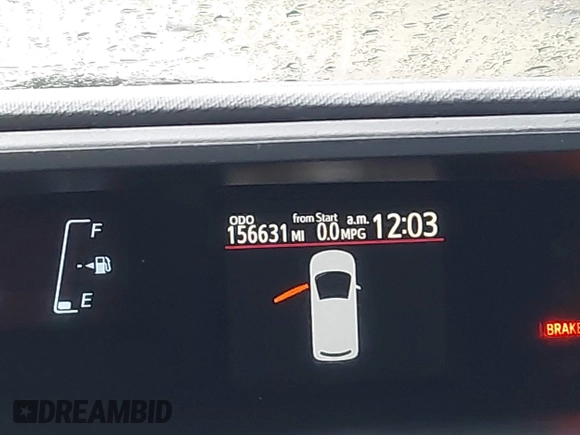 ODO from Start a.m. 12:03
156631 MI 0.0 MPG
F
E
BRAKE
DREAMBID